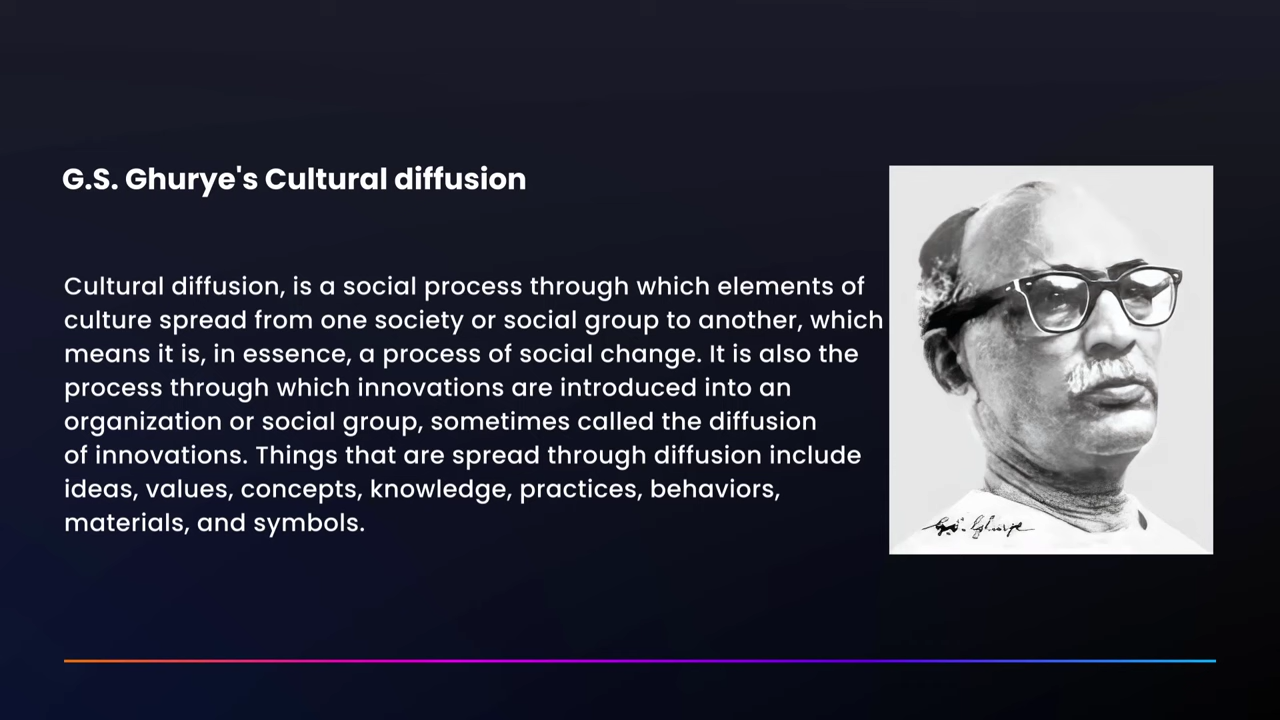 G.S. Ghurye's Cultural diffusion
Cultural diffusion, is a social process through which elements of
culture spread from one society or social group to another, which
means it is, in essence, a process of social change. It is also the
process through which innovations are introduced into an
organization or social group, sometimes called the diffusion
of innovations. Things that are spread through diffusion include
ideas, values, concepts, knowledge, practices, behaviors,
materials, and symbols.
G.S. Ghurye